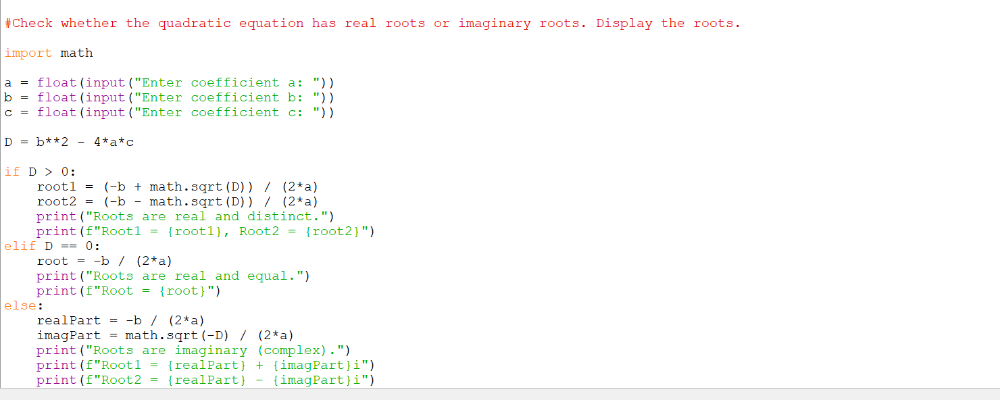 #Check whether the quadratic equation has real roots or imaginary roots. Display the roots.
import math
a = float(input("Enter coefficient a: "))
b = float(input("Enter coefficient b: "))
c = float(input("Enter coefficient c: "))
D = b**2 - 4*a*c
if D > 0:
    root1 = (-b + math.sqrt(D)) / (2*a)
    root2 = (-b - math.sqrt(D)) / (2*a)
    print("Roots are real and distinct.")
    print(f"Root1 = {root1}, Root2 = {root2}")
elif D == 0:
    root = -b / (2*a)
    print("Roots are real and equal.")
    print(f"Root = {root}")
else:
    realPart = -b / (2*a)
    imagPart = math.sqrt(-D) / (2*a)
    print("Roots are imaginary (complex).")
    print(f"Root1 = {realPart} + {imagPart}i")
    print(f"Root2 = {realPart} - {imagPart}i")